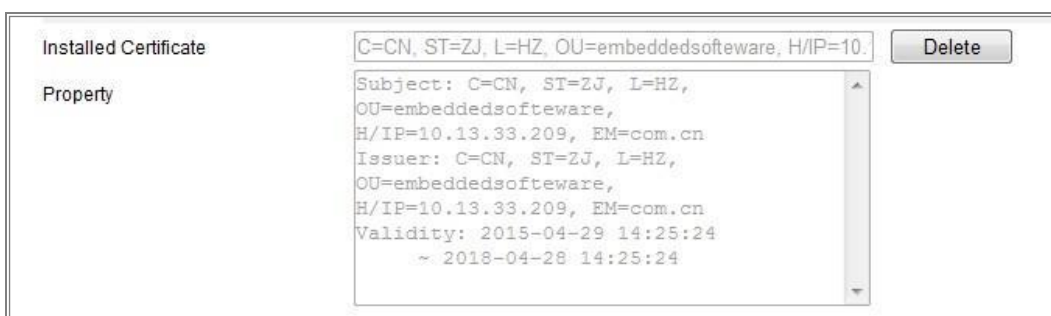 Installed Certificate C=CN, ST=ZJ, L=HZ, OU=embeddedsofteware, H/IP=10. Delete
Property
Subject: C=CN, ST=ZJ, L=HZ,
OU=embeddedsofteware,
H/IP=10.13.33.209, EM=com.cn
Issuer: C=CN, ST=ZJ, L=HZ,
OU=embeddedsofteware,
H/IP=10.13.33.209, EM=com.cn
Validity: 2015-04-29 14:25:24
~ 2018-04-28 14:25:24